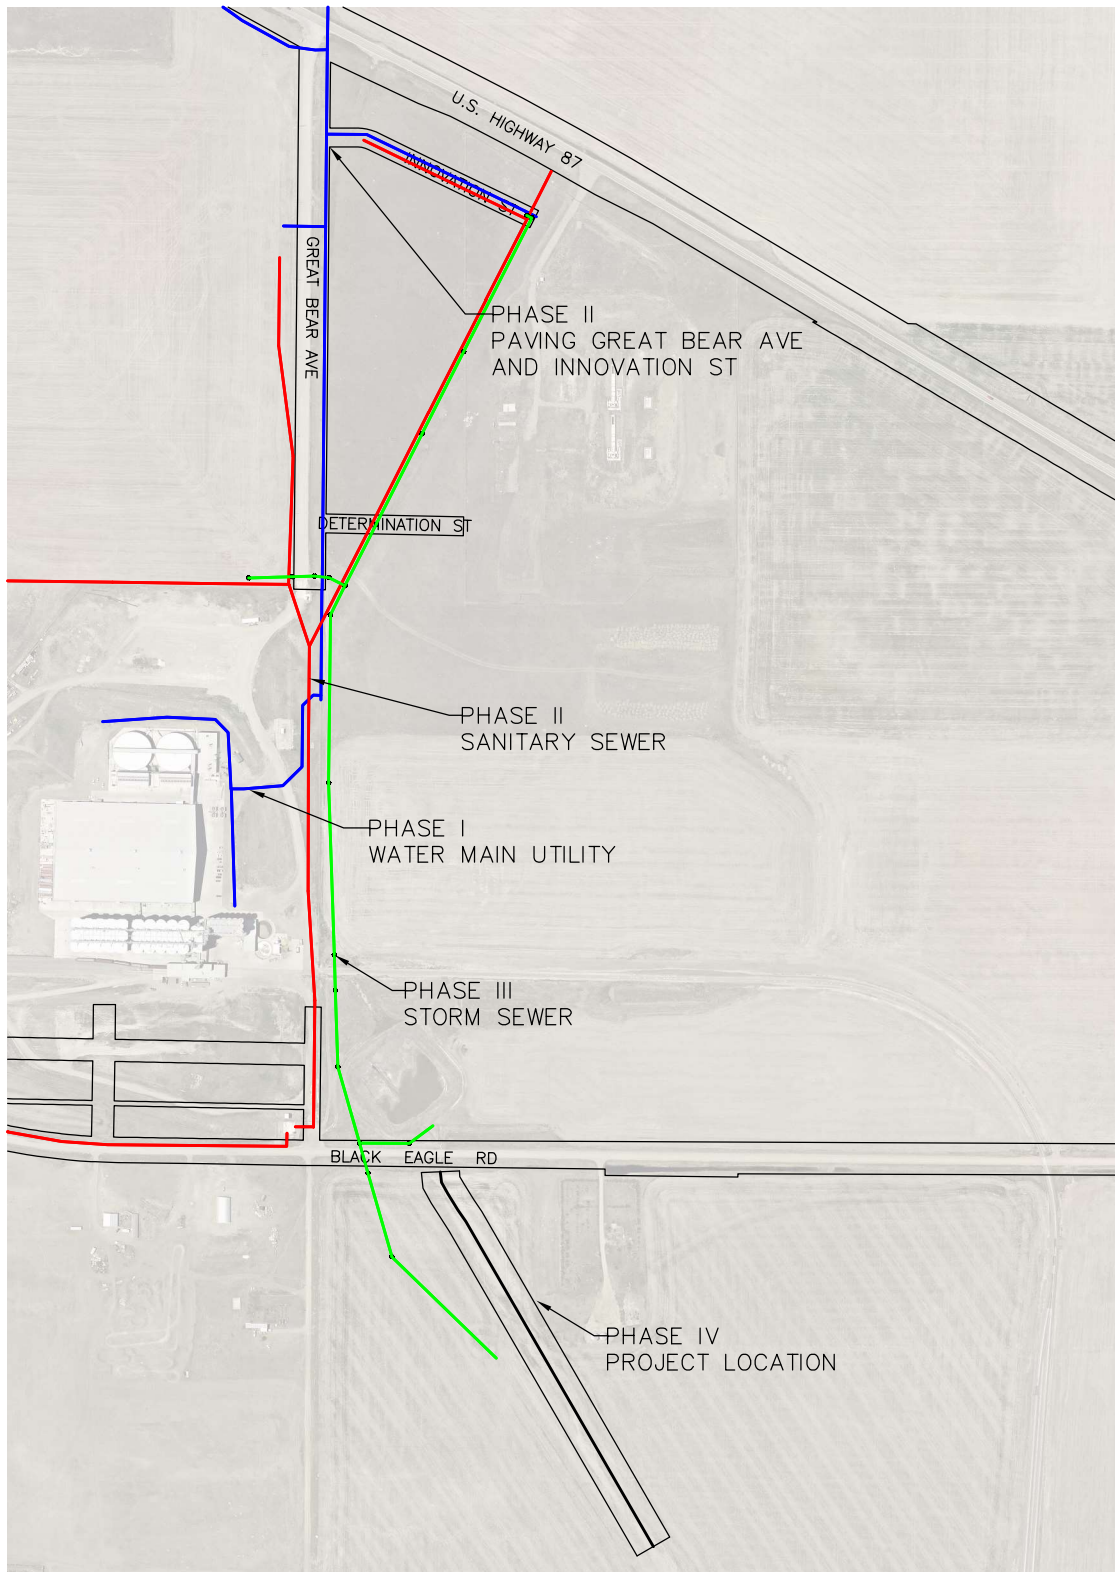 U.S. HIGHWAY 87
INNOVATION ST
GREAT BEAR AVE
PHASE II
PAVING GREAT BEAR AVE
AND INNOVATION ST
DETERMINATION ST
PHASE II
SANITARY SEWER
PHASE I
WATER MAIN UTILITY
PHASE III
STORM SEWER
BLACK EAGLE RD
PHASE IV
PROJECT LOCATION